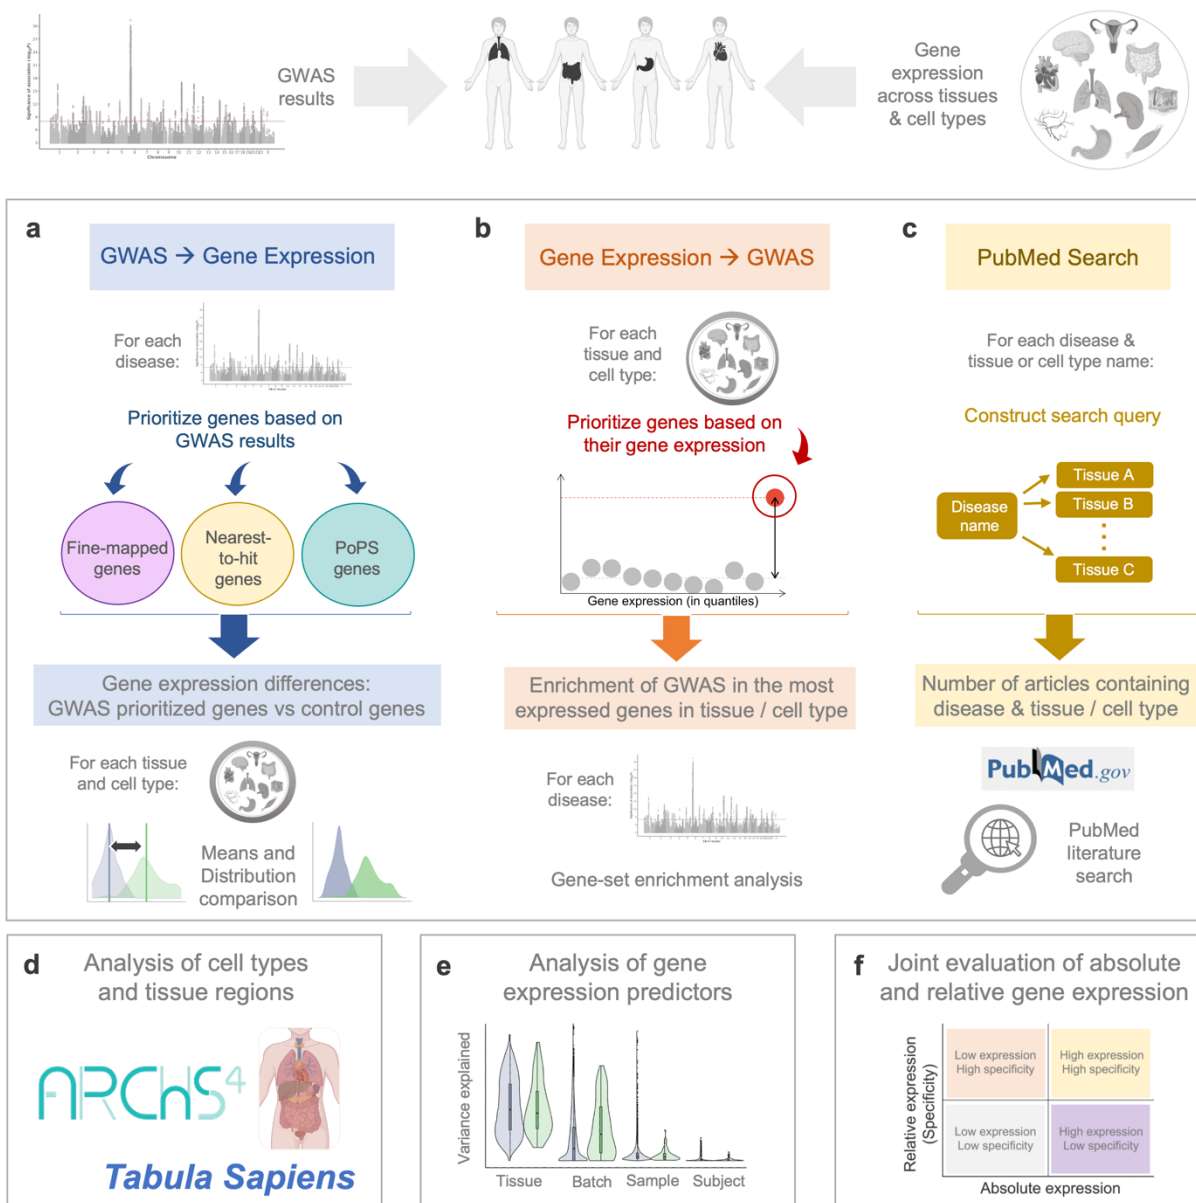 GWAS
results
Gene
expression
across tissues
& cell types
Significance of association (-log₁₀P)
Chromosome
a
GWAS → Gene Expression
For each
disease:
Prioritize genes based on
GWAS results
Fine-mapped
genes
Nearest-
to-hit
genes
PoPS
genes
Gene expression differences:
GWAS prioritized genes vs control genes
For each tissue
and cell type:
Means and
Distribution
comparison
b
Gene Expression → GWAS
For each
tissue and
cell type:
Prioritize genes based on
their gene expression
Gene expression (in quantiles)
Enrichment of GWAS in the most
expressed genes in tissue / cell type
For each
disease:
Gene-set enrichment analysis
c
PubMed Search
For each disease &
tissue or cell type name:
Construct search query
Disease
name
Tissue A
Tissue B
Tissue C
Number of articles containing
disease & tissue / cell type
PubMed.gov
PubMed
literature
search
d
Analysis of cell types
and tissue regions
ARCHS4
Tabula Sapiens
e
Analysis of gene
expression predictors
Variance explained
Tissue
Batch
Sample
Subject
f
Joint evaluation of absolute
and relative gene expression
Relative expression
(Specificity)
Low expression
High specificity
High expression
High specificity
Low expression
Low specificity
High expression
Low specificity
Absolute expression